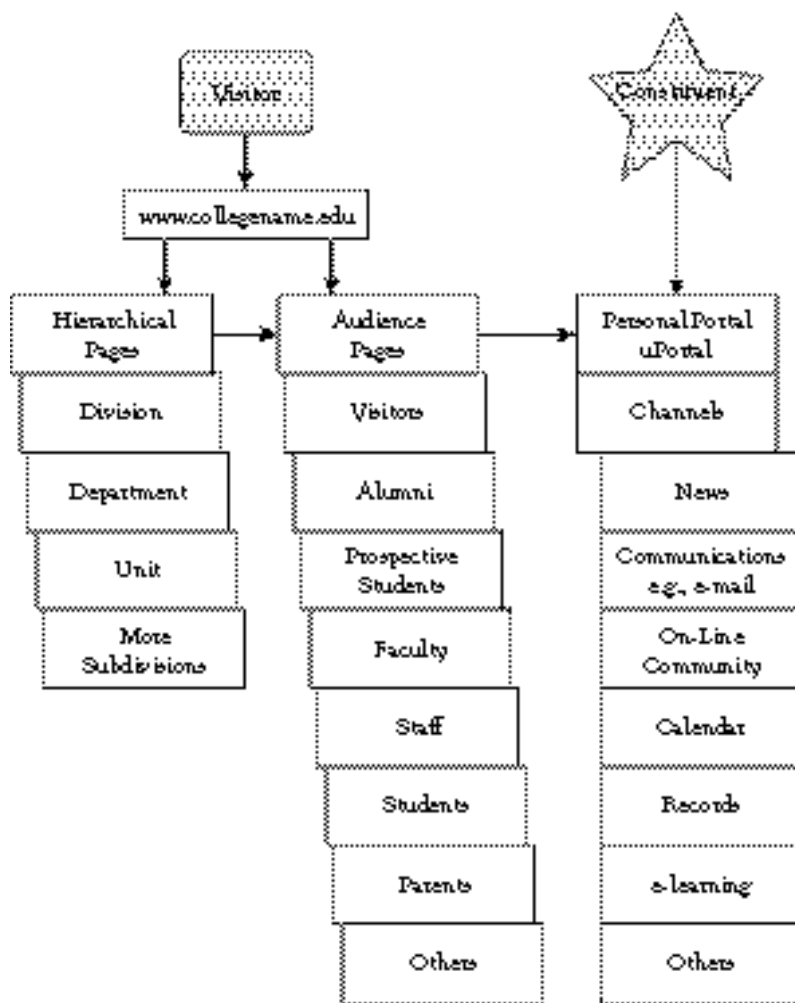 Visitor
Constituent
www.collegename.edu
Hierarchical
Pages
Division
Department
Unit
More
Subdivisions
Audience
Pages
Visitors
Alumni
Prospective
Students
Faculty
Staff
Students
Parents
Others
Personal Portal
uPortal
Channels
News
Communications
e.g., e-mail
On-Line
Community
Calendar
Records
e-learning
Others